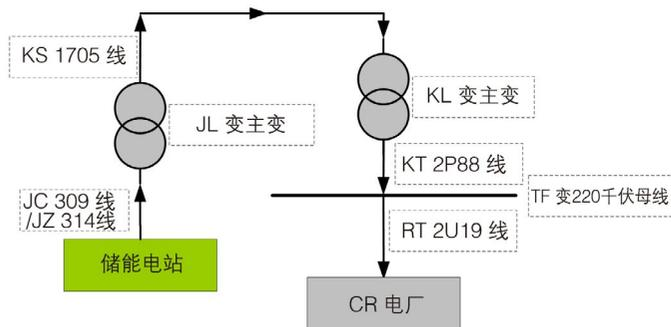 KS 1705 线
JL 变主变
KL 变主变
KT 2P88 线
TF 变220千伏母线
JC 309 线
/JZ 314线
RT 2U19 线
储能电站
CR 电厂